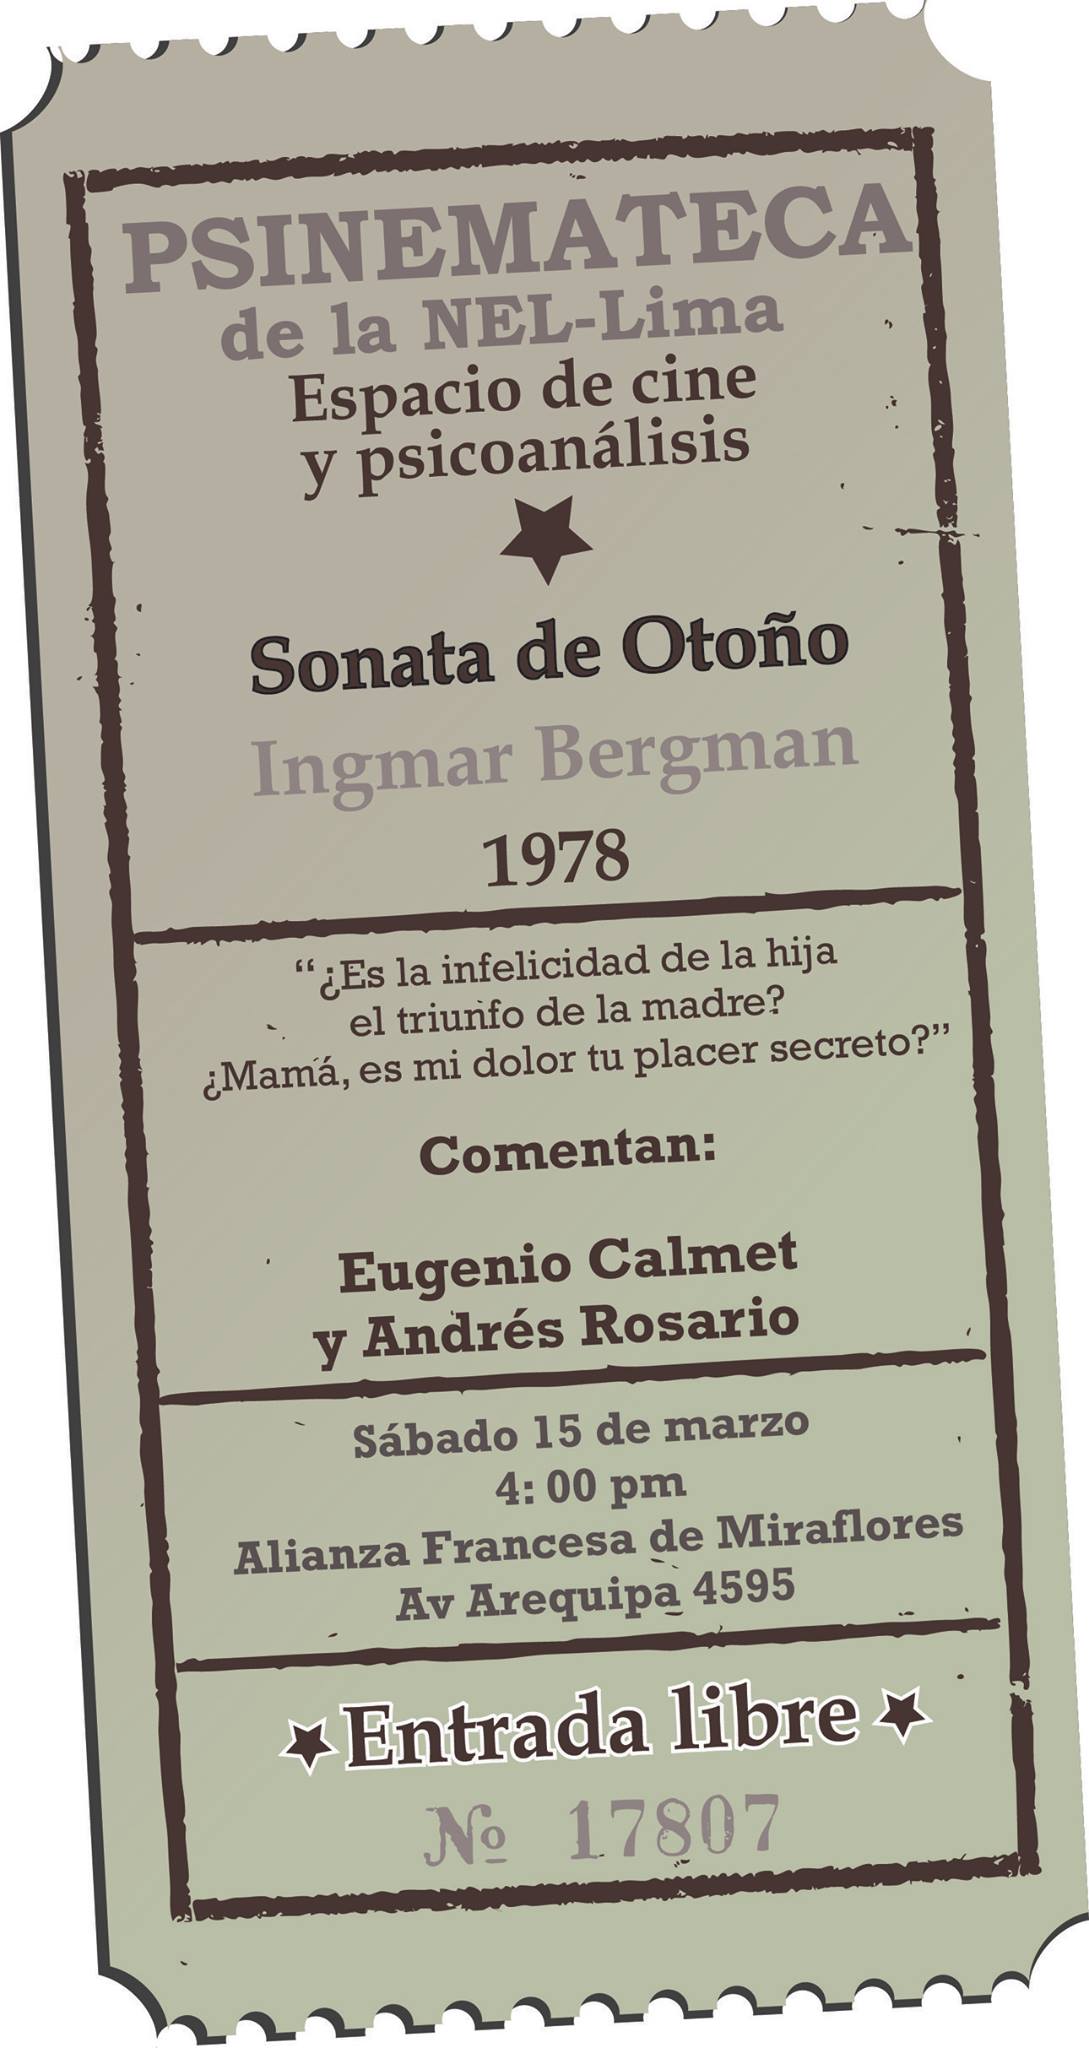 PSINEMATECA
de la NEL-Lima
Espacio de cine
y psicoanálisis
Sonata de Otoño
Ingmar Bergman
1978
“¿Es la infelicidad de la hija
el triunfo de la madre?
¿Mamá, es mi dolor tu placer secreto?”
Comentan:
Eugenio Calmet
y Andrés Rosario
Sábado 15 de marzo
4: 00 pm
Alianza Francesa de Miraflores
Av Arequipa 4595
Entrada libre
№ 17807